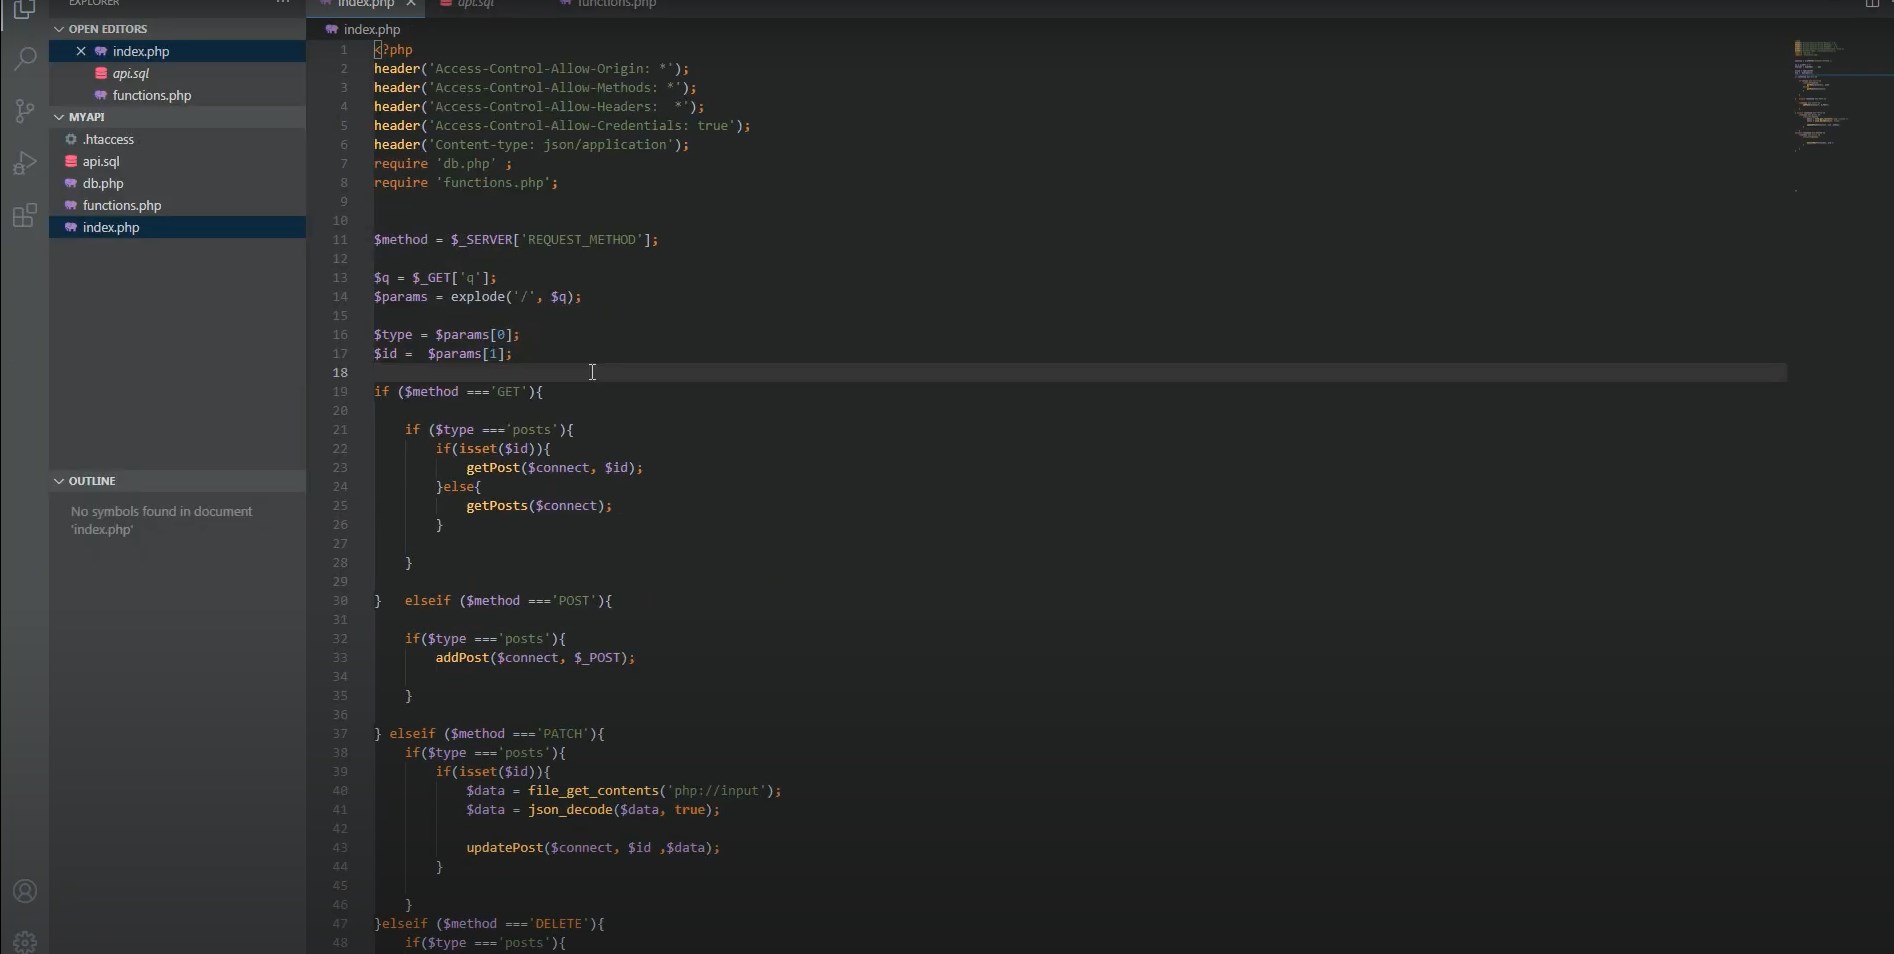 EXPLORER
index.php
api.sql
functions.php
OPEN EDITORS
index.php
api.sql
functions.php
MYAPI
.htaccess
api.sql
db.php
functions.php
index.php
OUTLINE
No symbols found in document
'index.php'
index.php
1 <?php
2 header('Access-Control-Allow-Origin: *');
3 header('Access-Control-Allow-Methods: *');
4 header('Access-Control-Allow-Headers:  *');
5 header('Access-Control-Allow-Credentials: true');
6 header('Content-type: json/application');
7 require 'db.php' ;
8 require 'functions.php';
9
10
11 $method = $_SERVER['REQUEST_METHOD'];
12
13 $q = $_GET['q'];
14 $params = explode('/', $q);
15
16 $type = $params[0];
17 $id =  $params[1];
18
19 if ($method ==='GET'){
20
21     if ($type ==='posts'){
22         if(isset($id)){
23             getPost($connect, $id);
24         }else{
25             getPosts($connect);
26         }
27
28     }
29
30 }   elseif ($method ==='POST'){
31
32     if($type ==='posts'){
33         addPost($connect, $_POST);
34
35     }
36
37 } elseif ($method ==='PATCH'){
38     if($type ==='posts'){
39         if(isset($id)){
40             $data = file_get_contents('php://input');
41             $data = json_decode($data, true);
42
43             updatePost($connect, $id ,$data);
44         }
45
46     }
47 }elseif ($method ==='DELETE'){
48     if($type ==='posts'){